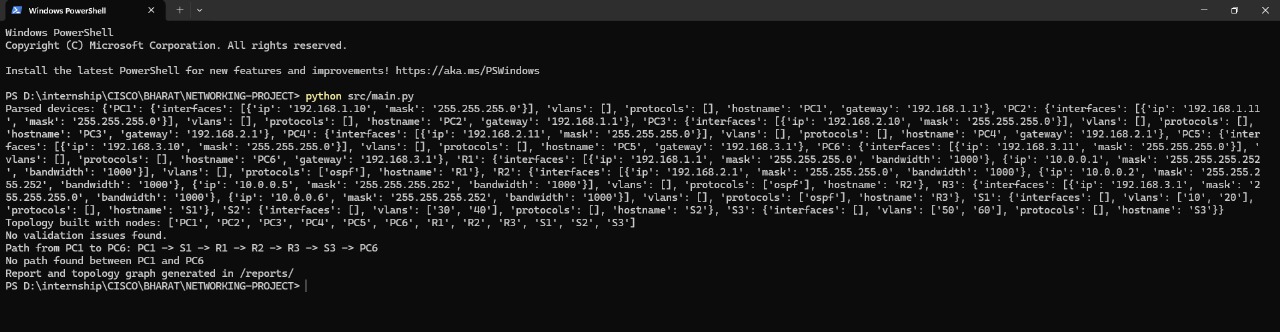 Windows PowerShell
Windows PowerShell
Copyright (C) Microsoft Corporation. All rights reserved.
Install the latest PowerShell for new features and improvements! https://aka.ms/PSWindows
PS D:\internship\CISCO\BHARAT\NETWORKING-PROJECT> python src/main.py
Parsed devices: {'PC1': {'interfaces': [{'ip': '192.168.1.10', 'mask': '255.255.255.0'}], 'vlans': [], 'protocols': [], 'hostname': 'PC1', 'gateway': '192.168.1.1'}, 'PC2': {'interfaces': [{'ip': '192.168.1.11
', 'mask': '255.255.255.0'}], 'vlans': [], 'protocols': [], 'hostname': 'PC2', 'gateway': '192.168.1.1'}, 'PC3': {'interfaces': [{'ip': '192.168.2.10', 'mask': '255.255.255.0'}], 'vlans': [], 'protocols': [],
'hostname': 'PC3', 'gateway': '192.168.2.1'}, 'PC4': {'interfaces': [{'ip': '192.168.2.11', 'mask': '255.255.255.0'}], 'vlans': [], 'protocols': [], 'hostname': 'PC4', 'gateway': '192.168.2.1'}, 'PC5': {'inter
faces': [{'ip': '192.168.3.10', 'mask': '255.255.255.0'}], 'vlans': [], 'protocols': [], 'hostname': 'PC5', 'gateway': '192.168.3.1'}, 'PC6': {'interfaces': [{'ip': '192.168.3.11', 'mask': '255.255.255.0'}], '
vlans': [], 'protocols': [], 'hostname': 'PC6', 'gateway': '192.168.3.1'}, 'R1': {'interfaces': [{'ip': '192.168.1.1', 'mask': '255.255.255.0', 'bandwidth': '1000'}, {'ip': '10.0.0.1', 'mask': '255.255.255.252
', 'bandwidth': '1000'}], 'vlans': [], 'protocols': ['ospf'], 'hostname': 'R1'}, 'R2': {'interfaces': [{'ip': '192.168.2.1', 'mask': '255.255.255.0', 'bandwidth': '1000'}, {'ip': '10.0.0.2', 'mask': '255.255.2
55.252', 'bandwidth': '1000'}, {'ip': '10.0.0.5', 'mask': '255.255.255.252', 'bandwidth': '1000'}], 'vlans': [], 'protocols': ['ospf'], 'hostname': 'R2'}, 'R3': {'interfaces': [{'ip': '192.168.3.1', 'mask': '2
55.255.255.0', 'bandwidth': '1000'}, {'ip': '10.0.0.6', 'mask': '255.255.255.252', 'bandwidth': '1000'}], 'vlans': [], 'protocols': ['ospf'], 'hostname': 'R3'}, 'S1': {'interfaces': [], 'vlans': ['10', '20'],
'protocols': [], 'hostname': 'S1'}, 'S2': {'interfaces': [], 'vlans': ['30', '40'], 'protocols': [], 'hostname': 'S2'}, 'S3': {'interfaces': [], 'vlans': ['50', '60'], 'protocols': [], 'hostname': 'S3'}}
Topology built with nodes: ['PC1', 'PC2', 'PC3', 'PC4', 'PC5', 'PC6', 'R1', 'R2', 'R3', 'S1', 'S2', 'S3']
No validation issues found.
Path from PC1 to PC6: PC1 -> S1 -> R1 -> R2 -> R3 -> S3 -> PC6
No path found between PC1 and PC6
Report and topology graph generated in /reports/
PS D:\internship\CISCO\BHARAT\NETWORKING-PROJECT>